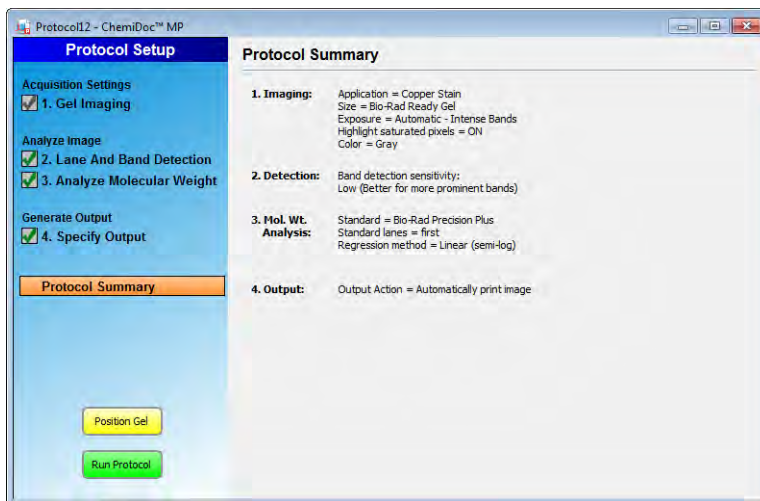 Protocol12 - ChemiDoc™ MP
Protocol Setup
Acquisition Settings
1. Gel Imaging
Analyze Image
2. Lane And Band Detection
3. Analyze Molecular Weight
Generate Output
4. Specify Output
Protocol Summary
Position Gel
Run Protocol
Protocol Summary
1. Imaging: Application = Copper Stain
Size = Bio-Rad Ready Gel
Exposure = Automatic - Intense Bands
Highlight saturated pixels = ON
Color = Gray
2. Detection: Band detection sensitivity:
Low (Better for more prominent bands)
3. Mol. Wt. Standard = Bio-Rad Precision Plus
Analysis: Standard lanes = first
Regression method = Linear (semi-log)
4. Output: Output Action = Automatically print image